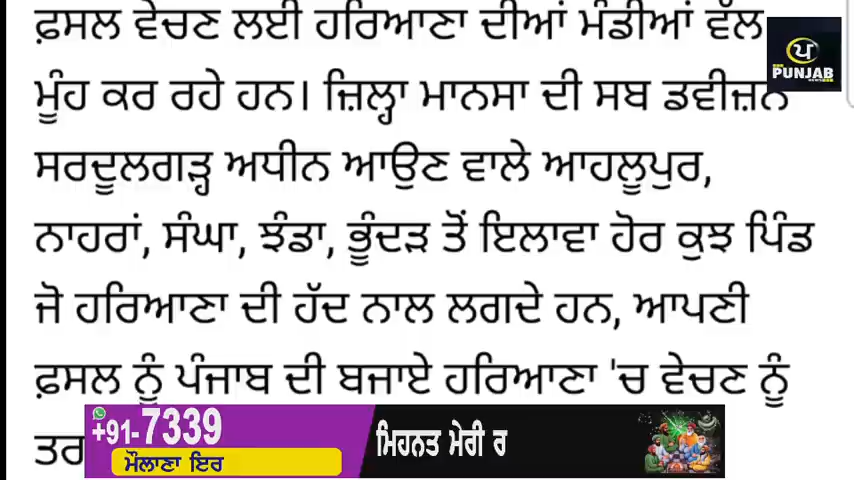 ਫ਼ਸਲ ਵੇਚਣ ਲਈ ਹਰਿਆਣਾ ਦੀਆਂ ਮੰਡੀਆਂ ਵੱਲ
ਪ
PUNJAB
ਮੂੰਹ ਕਰ ਰਹੇ ਹਨ। ਜ਼ਿਲ੍ਹਾ ਮਾਨਸਾ ਦੀ ਸਬ ਡਵੀਜ਼ਨ
ਸਰਦੂਲਗੜ੍ਹ ਅਧੀਨ ਆਉਣ ਵਾਲੇ ਆਹਲੂਪੁਰ,
ਨਾਹਰਾਂ, ਸੰਘਾ, ਝੰਡਾ, ਭੂੰਦੜ ਤੋਂ ਇਲਾਵਾ ਹੋਰ ਕੁਝ ਪਿੰਡ
ਜੋ ਹਰਿਆਣਾ ਦੀ ਹੱਦ ਨਾਲ ਲਗਦੇ ਹਨ, ਆਪਣੀ
ਫ਼ਸਲ ਨੂੰ ਪੰਜਾਬ ਦੀ ਬਜਾਏ ਹਰਿਆਣਾ 'ਚ ਵੇਚਣ ਨੂੰ
ਤਰ
+91-7339
ਮੌਲਾਣਾ ਇਰ
ਮਿਹਨਤ ਮੇਰੀ ਰ